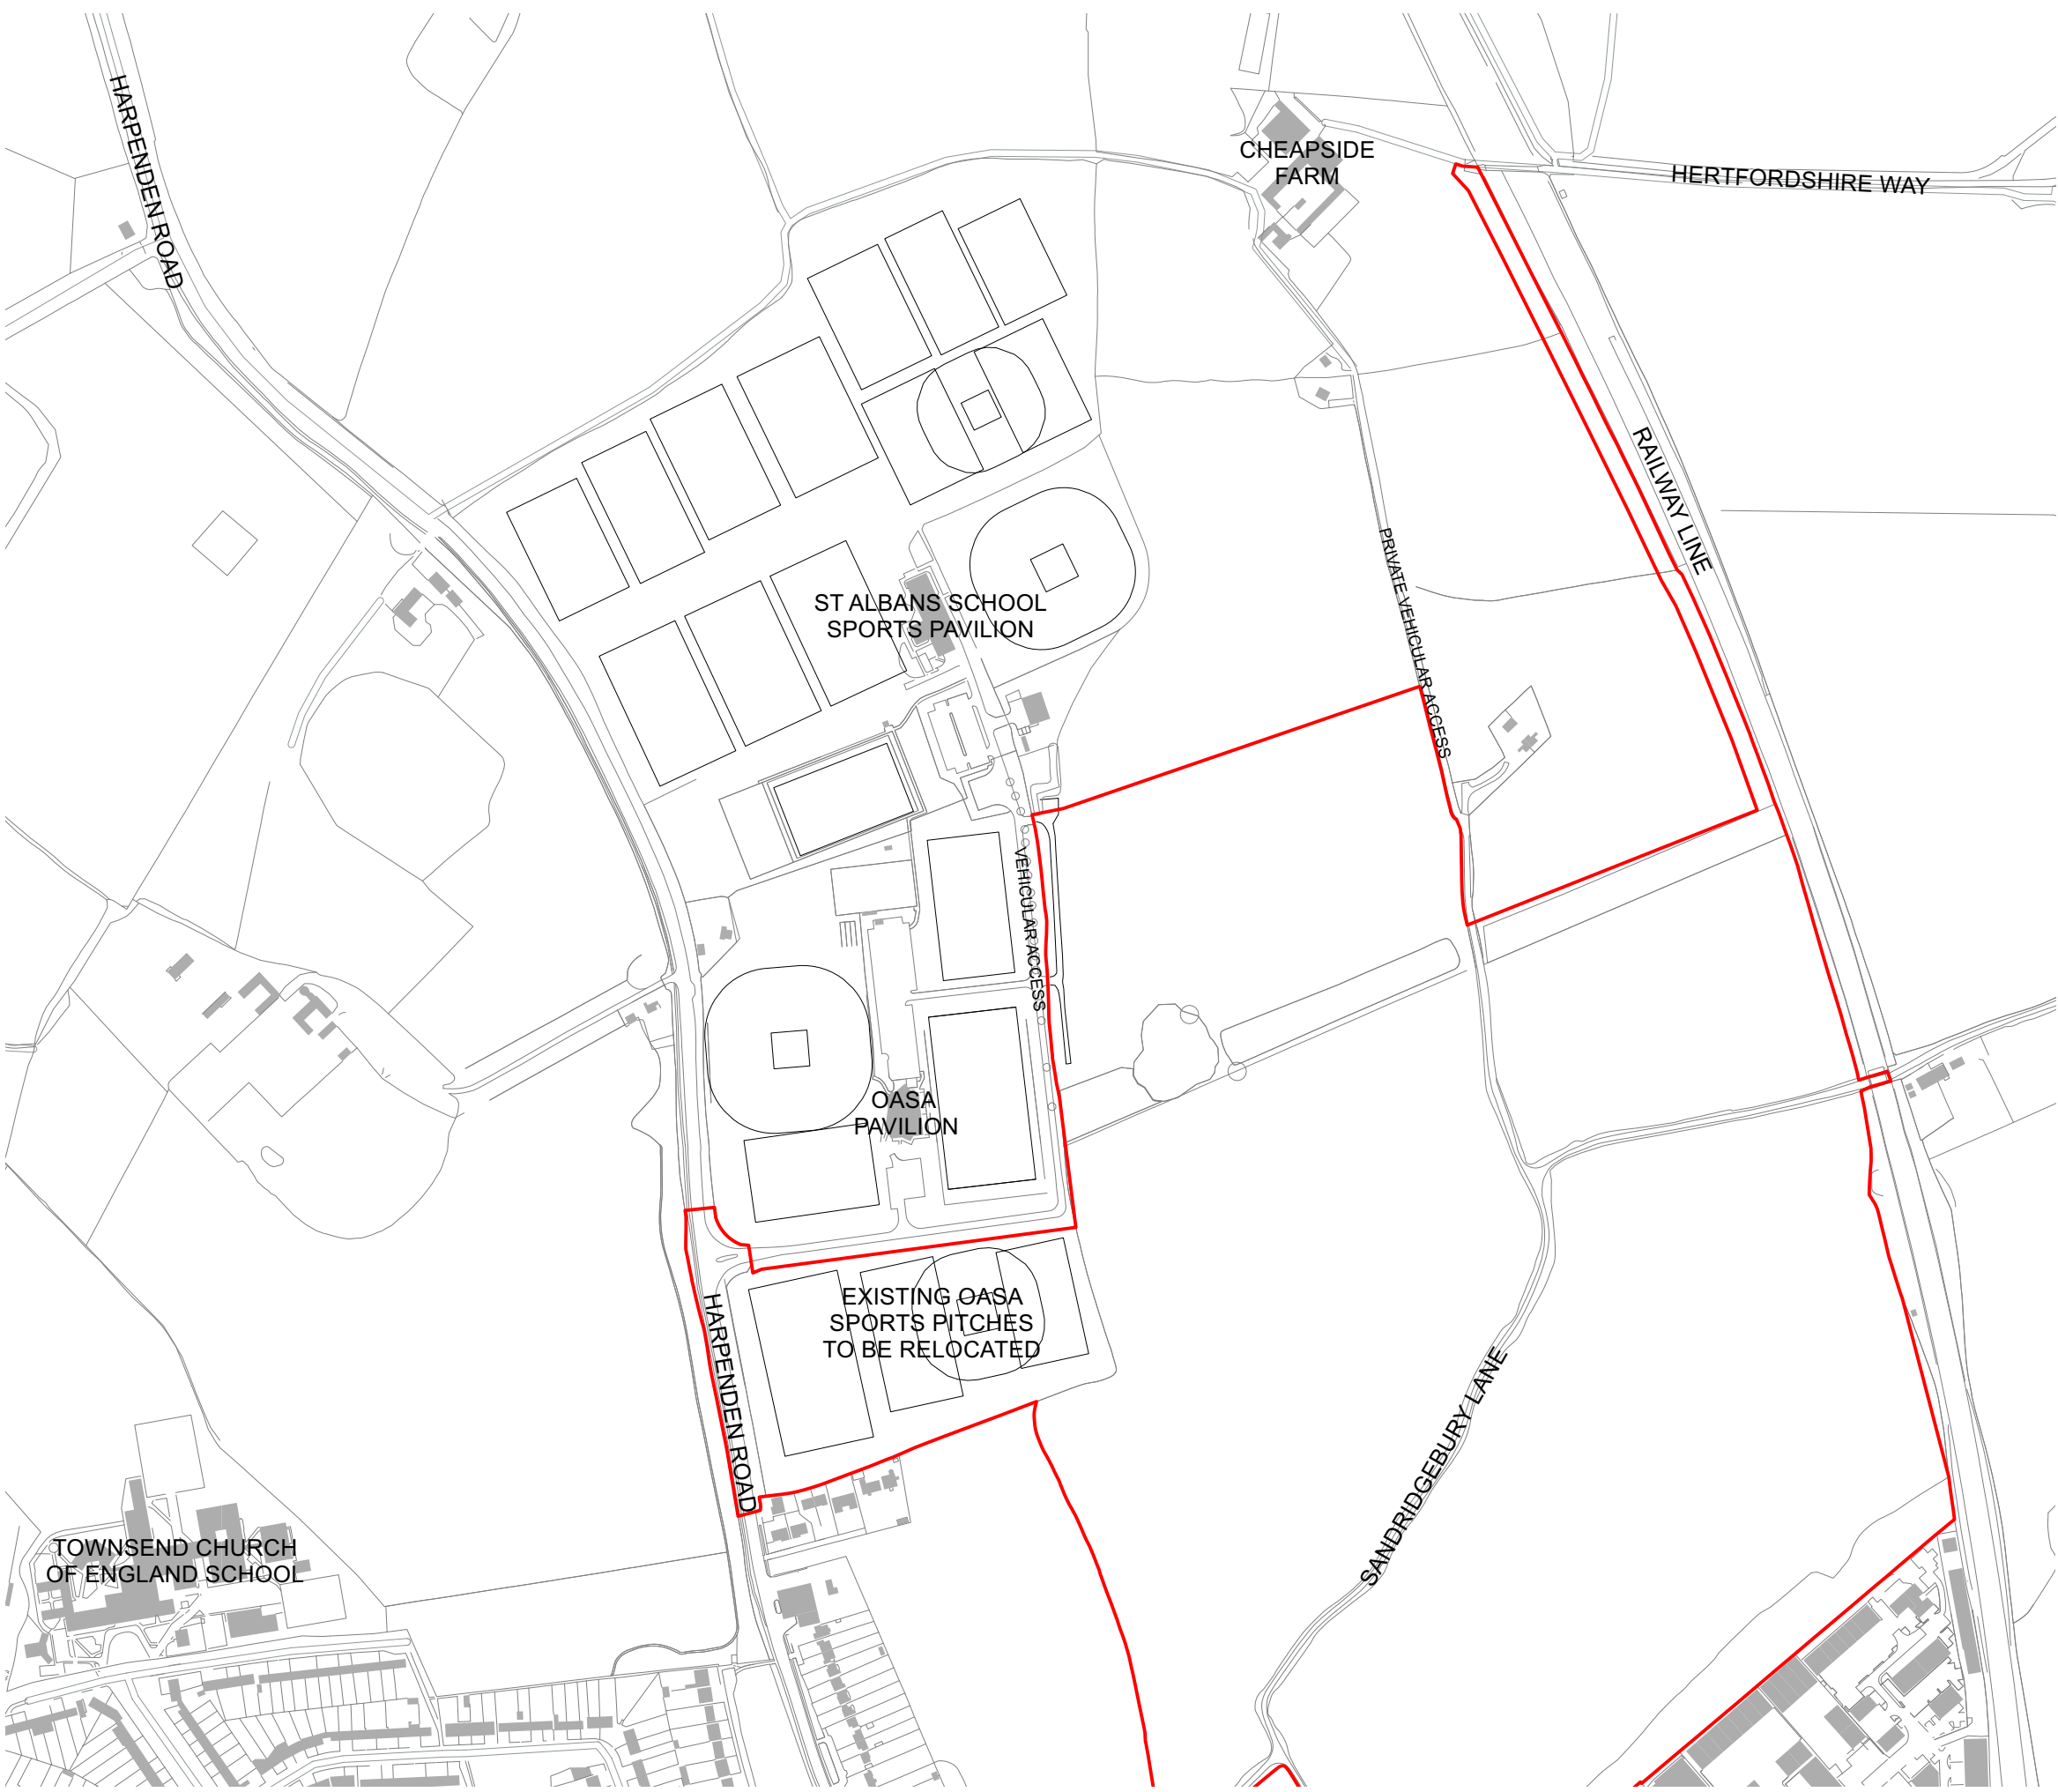 HARPENDEN ROAD
CHEAPSIDE
FARM
HERTFORDSHIRE WAY
RAILWAY LINE
PRIVATE VEHICULAR ACCESS
ST ALBANS SCHOOL
SPORTS PAVILION
VEHICULAR ACCESS
OASA
PAVILION
EXISTING OASA
SPORTS PITCHES
TO BE RELOCATED
HARPENDEN ROAD
SANDRIDGEBURY LANE
TOWNSEND CHURCH
OF ENGLAND SCHOOL